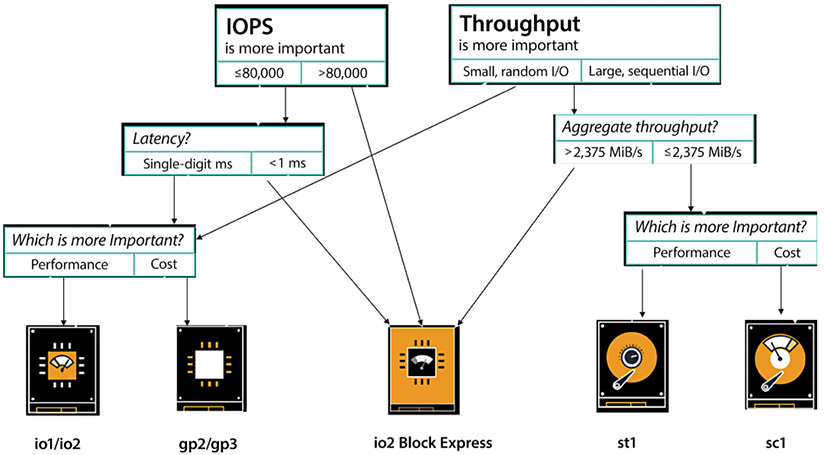 IOPS
is more important
≤80,000
>80,000
Throughput
is more important
Small, random I/O
Large, sequential I/O
Latency?
Single-digit ms
<1 ms
Aggregate throughput?
>2,375 MiB/s
≤2,375 MiB/s
Which is more Important?
Performance
Cost
Which is more Important?
Performance
Cost
io1/io2
gp2/gp3
io2 Block Express
st1
sc1